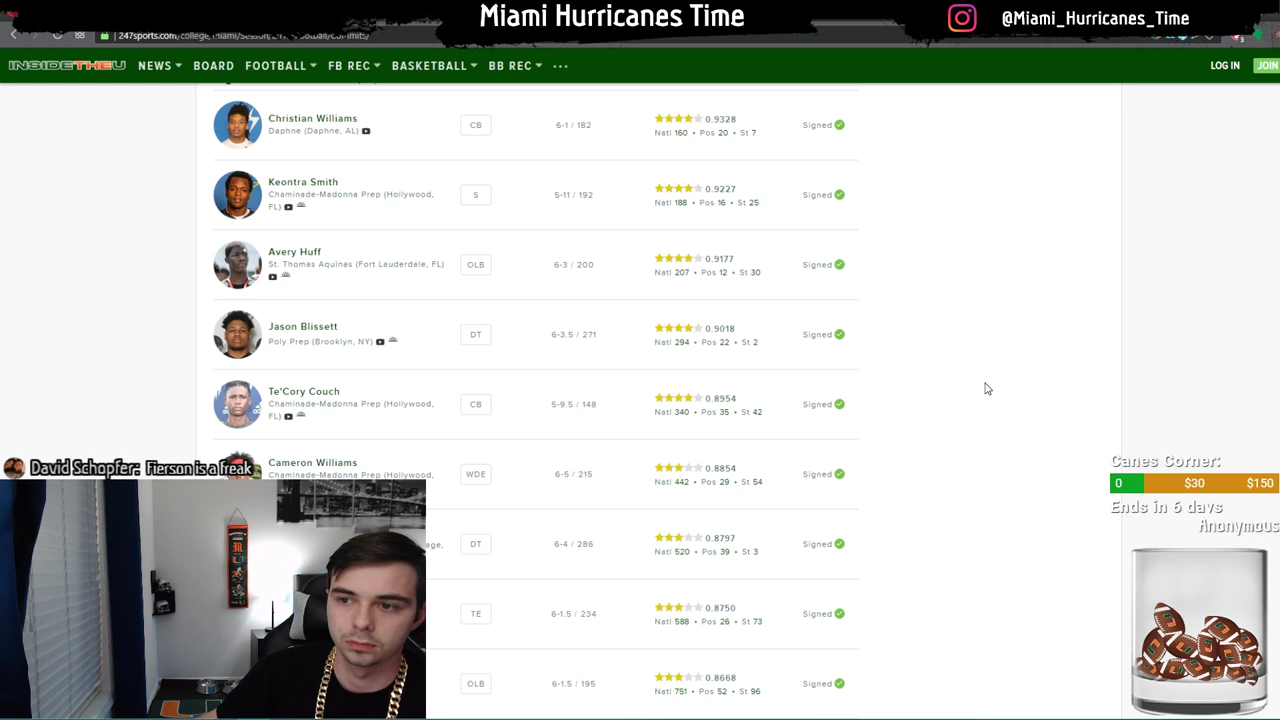 Miami Hurricanes Time
@Miami_Hurricanes_Time
INSIDETHEU NEWS BOARD FOOTBALL FB REC BASKETBALL BB REC ••• LOG IN JOIN
Christian Williams
Daphne (Daphne, AL)
CB
6-1 / 182
0.9328
Natl 160 • Pos 20 • St 7
Signed
Keontra Smith
Chaminade-Madonna Prep (Hollywood,
FL)
S
5-11 / 192
0.9227
Natl 188 • Pos 16 • St 25
Signed
Avery Huff
St. Thomas Aquinas (Fort Lauderdale, FL)
OLB
6-3 / 200
0.9177
Natl 207 • Pos 12 • St 30
Signed
Jason Blissett
Poly Prep (Brooklyn, NY)
DT
6-3.5 / 271
0.9018
Natl 294 • Pos 22 • St 2
Signed
Te'Cory Couch
Chaminade-Madonna Prep (Hollywood,
FL)
CB
5-9.5 / 148
0.8954
Natl 340 • Pos 35 • St 42
Signed
Cameron Williams
Chaminade-Madonna Prep (Hollywood,
WDE
6-5 / 215
0.8854
Natl 442 • Pos 29 • St 54
Signed
DT
6-4 / 286
0.8797
Natl 520 • Pos 39 • St 3
Signed
TE
6-1.5 / 234
0.8750
Natl 588 • Pos 26 • St 73
Signed
OLB
6-1.5 / 195
0.8668
Natl 751 • Pos 52 • St 96
Signed
David Schopfer: Fierson is a freak
Canes Corner:
0 $30 $150
Ends in 6 days
Anonymous